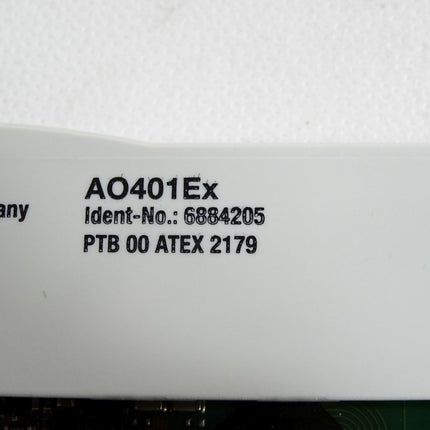 AO401Ex
any Ident-No.: 6884205
PTB 00 ATEX 2179